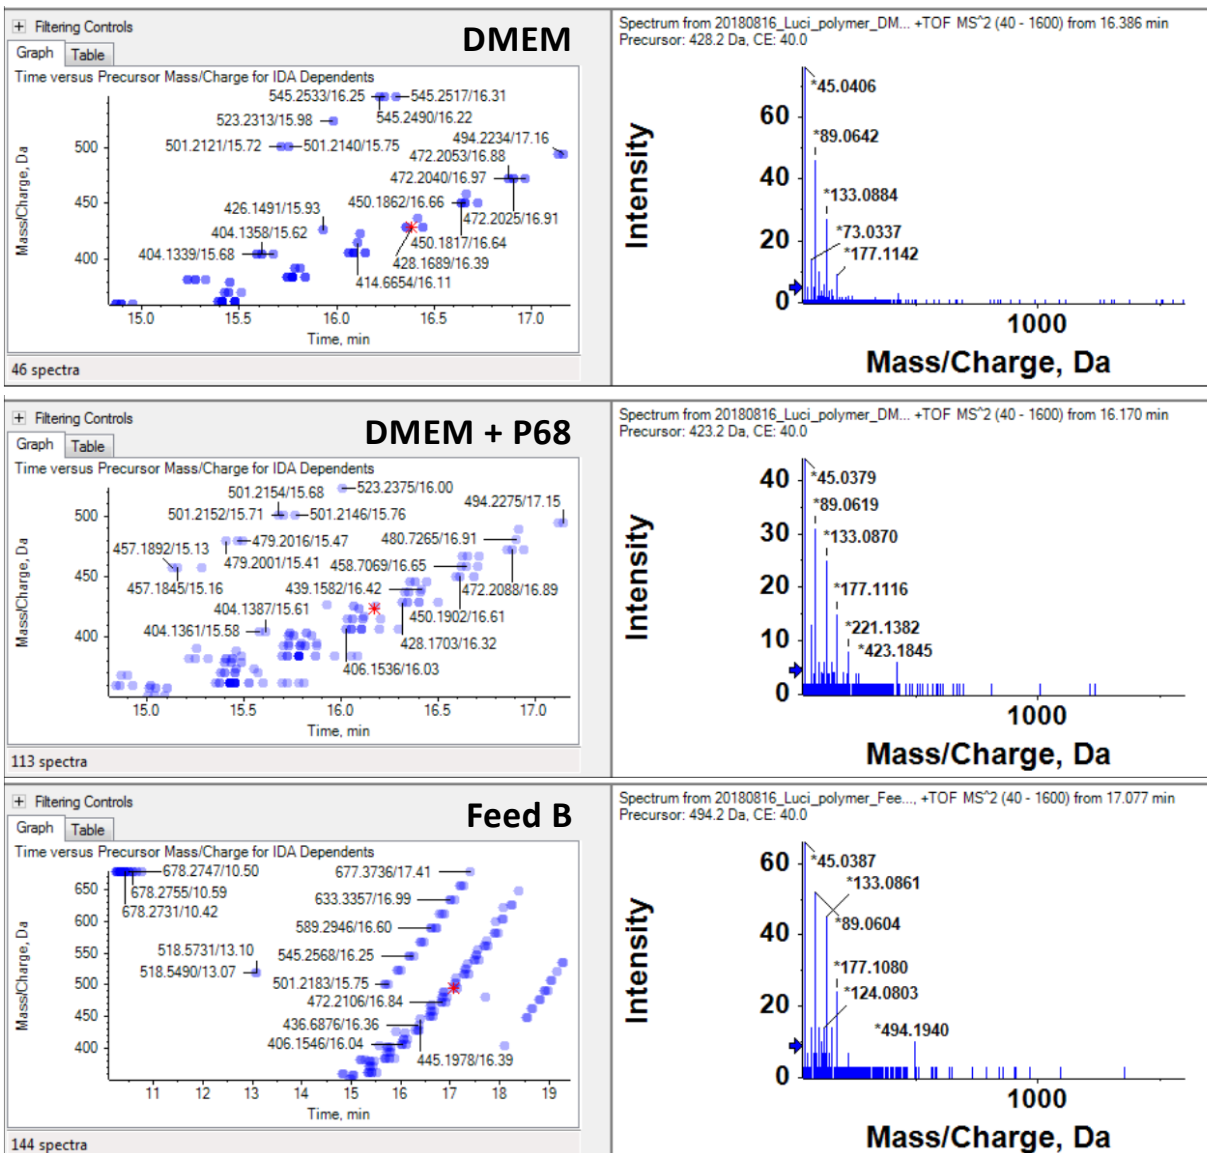 Filtering Controls
DMEM
Graph Table
Time versus Precursor Mass/Charge for IDA Dependents
545.2533/16.25 545.2517/16.31
545.2490/16.22
523.2313/15.98
494.2234/17.16
501.2121/15.72 501.2140/15.75
472.2053/16.88
472.2040/16.97
450.1862/16.66
426.1491/15.93
472.2025/16.91
404.1358/15.62
450.1817/16.64
404.1339/15.68
428.1689/16.39
414.6654/16.11
Mass/Charge, Da
500
400
15.0 15.5 16.0 16.5 17.0
Time, min
46 spectra
Spectrum from 20180816_Luci_polymer_DM... +TOF MS^2 (40 - 1600) from 16.386 min
Precursor: 428.2 Da, CE: 40.0
*45.0406
*89.0642
*133.0884
*73.0337
*177.1142
Intensity
60
40
20
0
1000
Mass/Charge, Da
Filtering Controls
DMEM + P68
Graph Table
Time versus Precursor Mass/Charge for IDA Dependents
501.2154/15.68 523.2375/16.00
494.2275/17.15
501.2152/15.71 501.2146/15.76
480.7265/16.91
457.1892/15.13 479.2016/15.47
479.2001/15.41 458.7069/16.65
457.1845/15.16 439.1582/16.42 472.2088/16.89
404.1387/15.61
450.1902/16.61
404.1361/15.58
428.1703/16.32
406.1536/16.03
Mass/Charge, Da
500
450
400
15.0 15.5 16.0 16.5 17.0
Time, min
113 spectra
Spectrum from 20180816_Luci_polymer_DM... +TOF MS^2 (40 - 1600) from 16.170 min
Precursor: 423.2 Da, CE: 40.0
*45.0379
*89.0619
*133.0870
*177.1116
*221.1382
*423.1845
Intensity
40
30
20
10
0
1000
Mass/Charge, Da
Filtering Controls
Feed B
Graph Table
Time versus Precursor Mass/Charge for IDA Dependents
678.2747/10.50 677.3736/17.41
678.2755/10.59
678.2731/10.42
633.3357/16.99
589.2946/16.60
518.5731/13.10
545.2568/16.25
518.5490/13.07
501.2183/15.75
472.2106/16.84
436.6876/16.36
406.1546/16.04
445.1978/16.39
Mass/Charge, Da
650
600
550
500
450
400
11 12 13 14 15 16 17 18 19
Time, min
144 spectra
Spectrum from 20180816_Luci_polymer_Fee..., +TOF MS^2 (40 - 1600) from 17.077 min
Precursor: 494.2 Da, CE: 40.0
*45.0387
*133.0861
*89.0604
*177.1080
*124.0803
*494.1940
Intensity
60
40
20
0
1000
Mass/Charge, Da